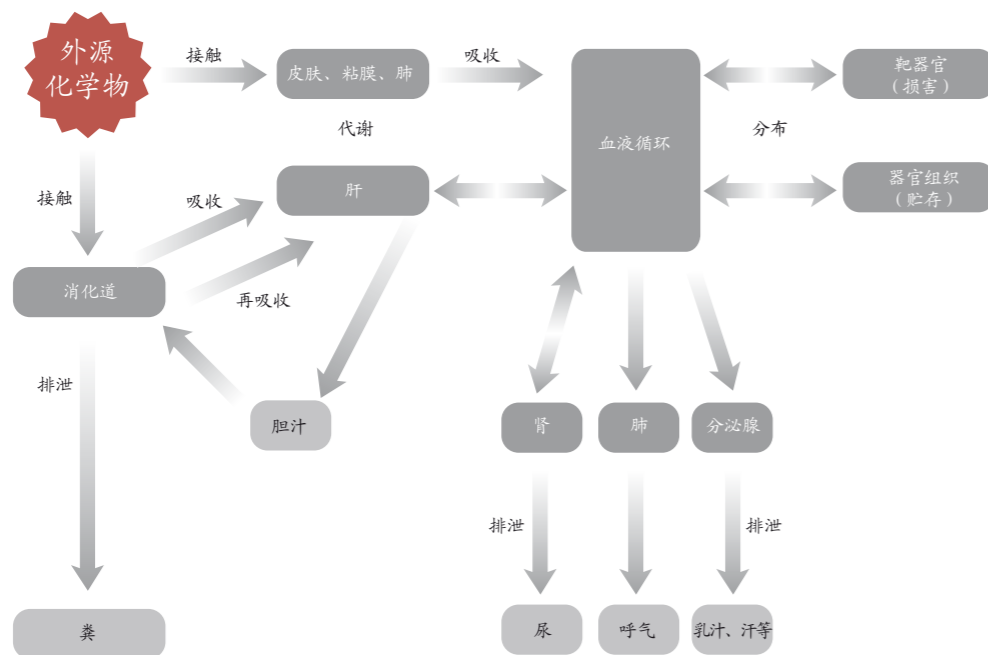 外源
化学物
接触
皮肤、粘膜、肺
吸收
血液循环
靶器官
（损害）
代谢
分布
接触
吸收
肝
器官组织
（贮存）
消化道
再吸收
排泄
胆汁
肾
肺
分泌腺
排泄
排泄
粪
尿
呼气
乳汁、汗等